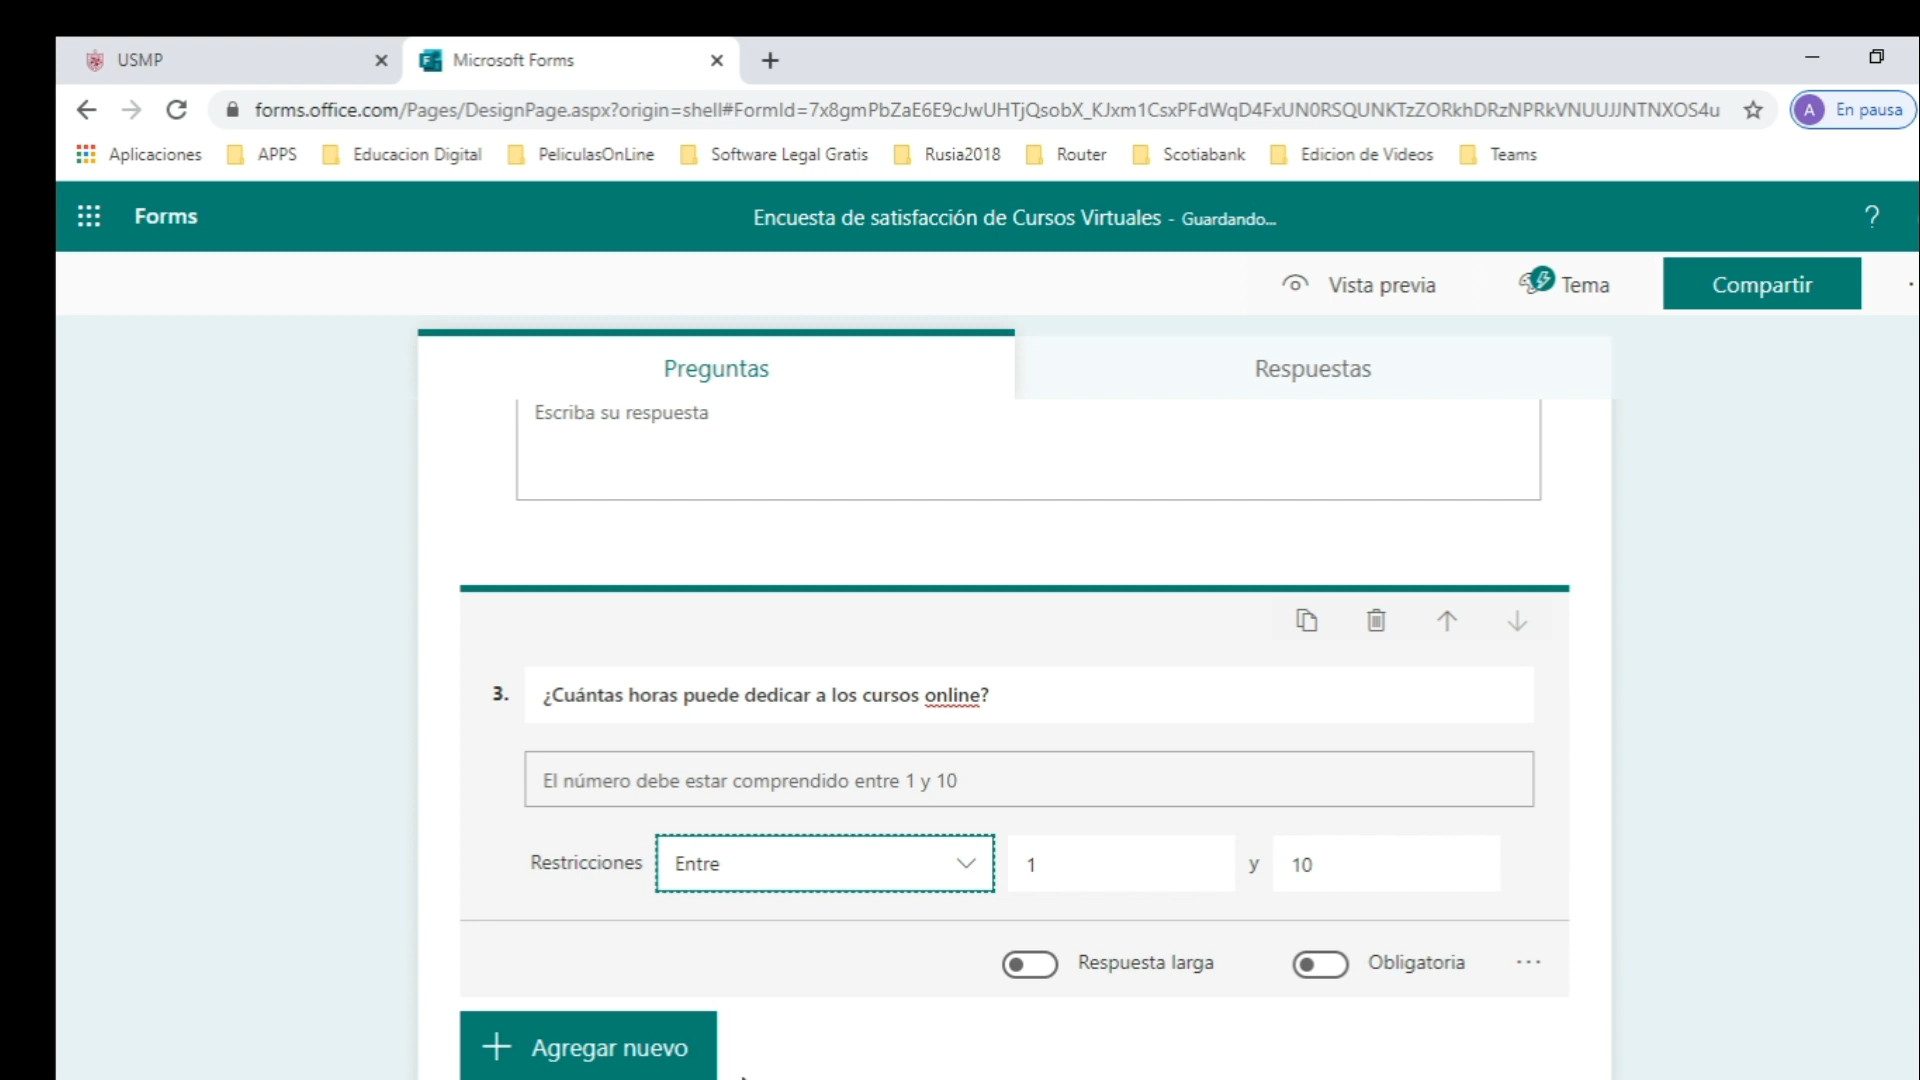 USMP
Microsoft Forms
forms.office.com/Pages/DesignPage.aspx?origin=shell#FormId=7x8gmPbZaE6E9cJwUHTjQsobX_KJxm1CsxPFdWqD4FxUN0RSQUNKTzZORkhDRzNPRkVNUUJJNTNXOS4u
A En pausa
Aplicaciones APPS Educacion Digital PeliculasOnLine Software Legal Gratis Rusia2018 Router Scotiabank Edicion de Videos Teams
Forms
Encuesta de satisfacción de Cursos Virtuales - Guardando...
?
Vista previa
Tema
Compartir
Preguntas
Respuestas
Escriba su respuesta
3. ¿Cuántas horas puede dedicar a los cursos online?
El número debe estar comprendido entre 1 y 10
Restricciones Entre 1 y 10
Respuesta larga Obligatoria ...
+ Agregar nuevo